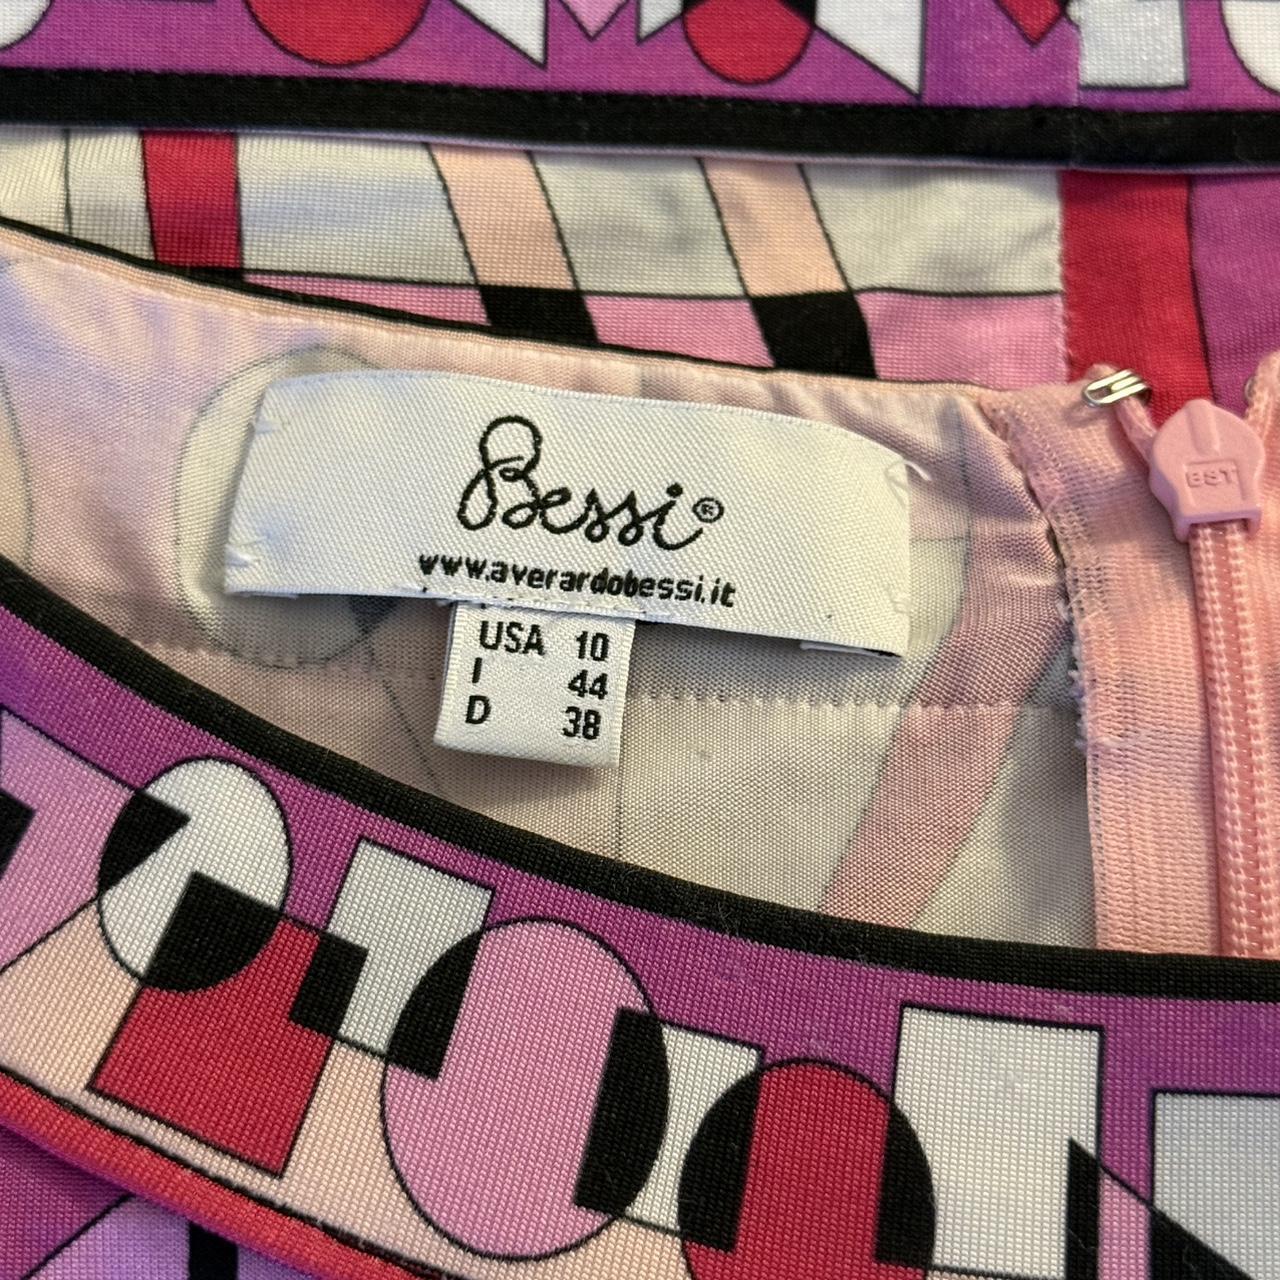 Bessi®
www.averardobessi.it
USA 10
I 44
D 38
BST